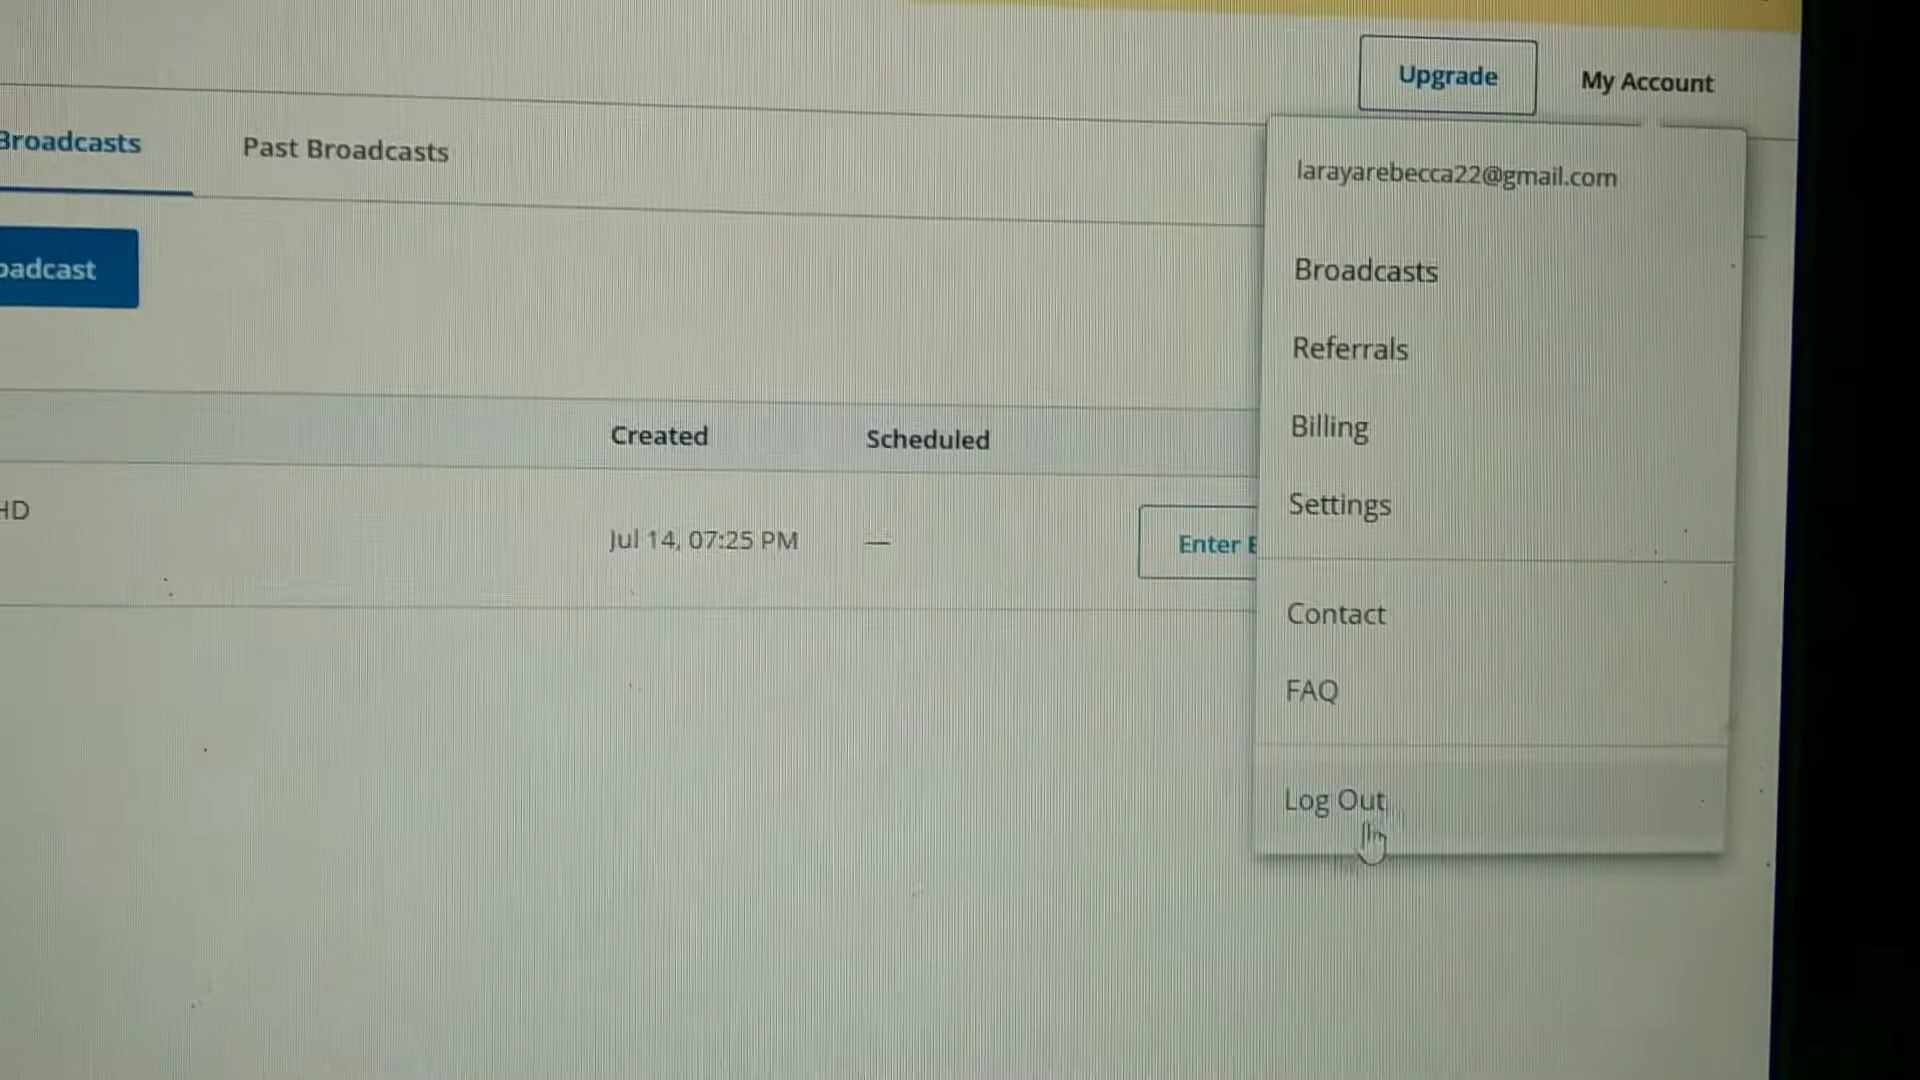 Upgrade
My Account
Broadcasts
Past Broadcasts
larayarebecca22@gmail.com
oadcast
Broadcasts
Referrals
Billing
Created
Scheduled
HD
Jul 14, 07:25 PM
—
Enter
Settings
Contact
FAQ
Log Out